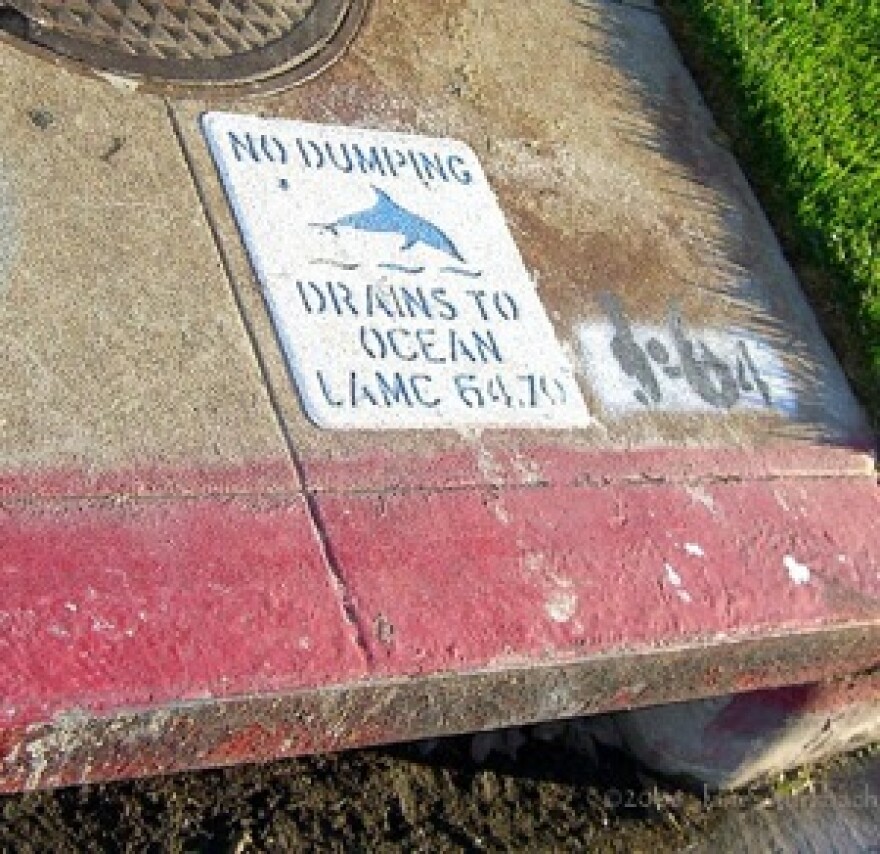 NO DUMPING
DRAINS TO
OCEAN
LAMC 64.70